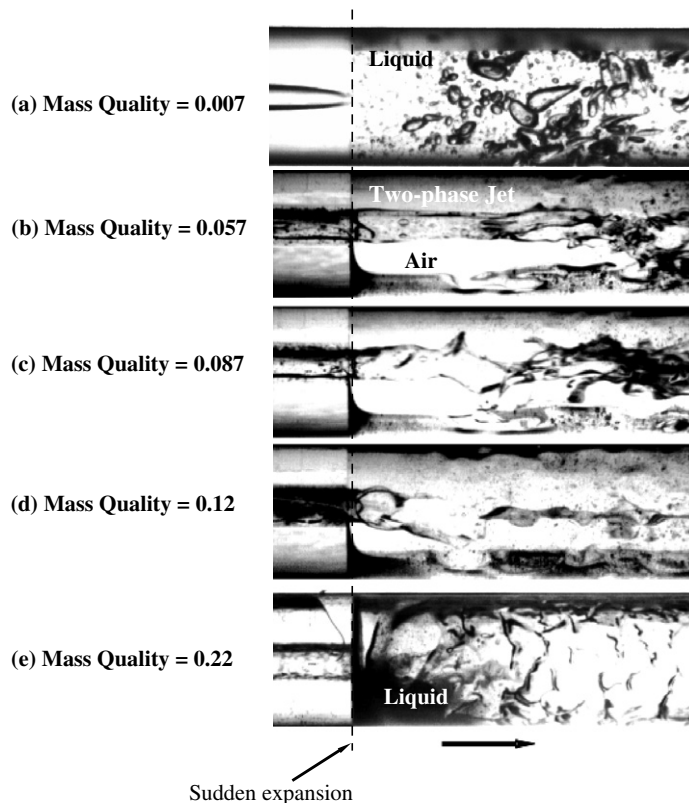 Liquid
(a) Mass Quality = 0.007
Two-phase Jet
(b) Mass Quality = 0.057
Air
(c) Mass Quality = 0.087
(d) Mass Quality = 0.12
(e) Mass Quality = 0.22
Liquid
Sudden expansion